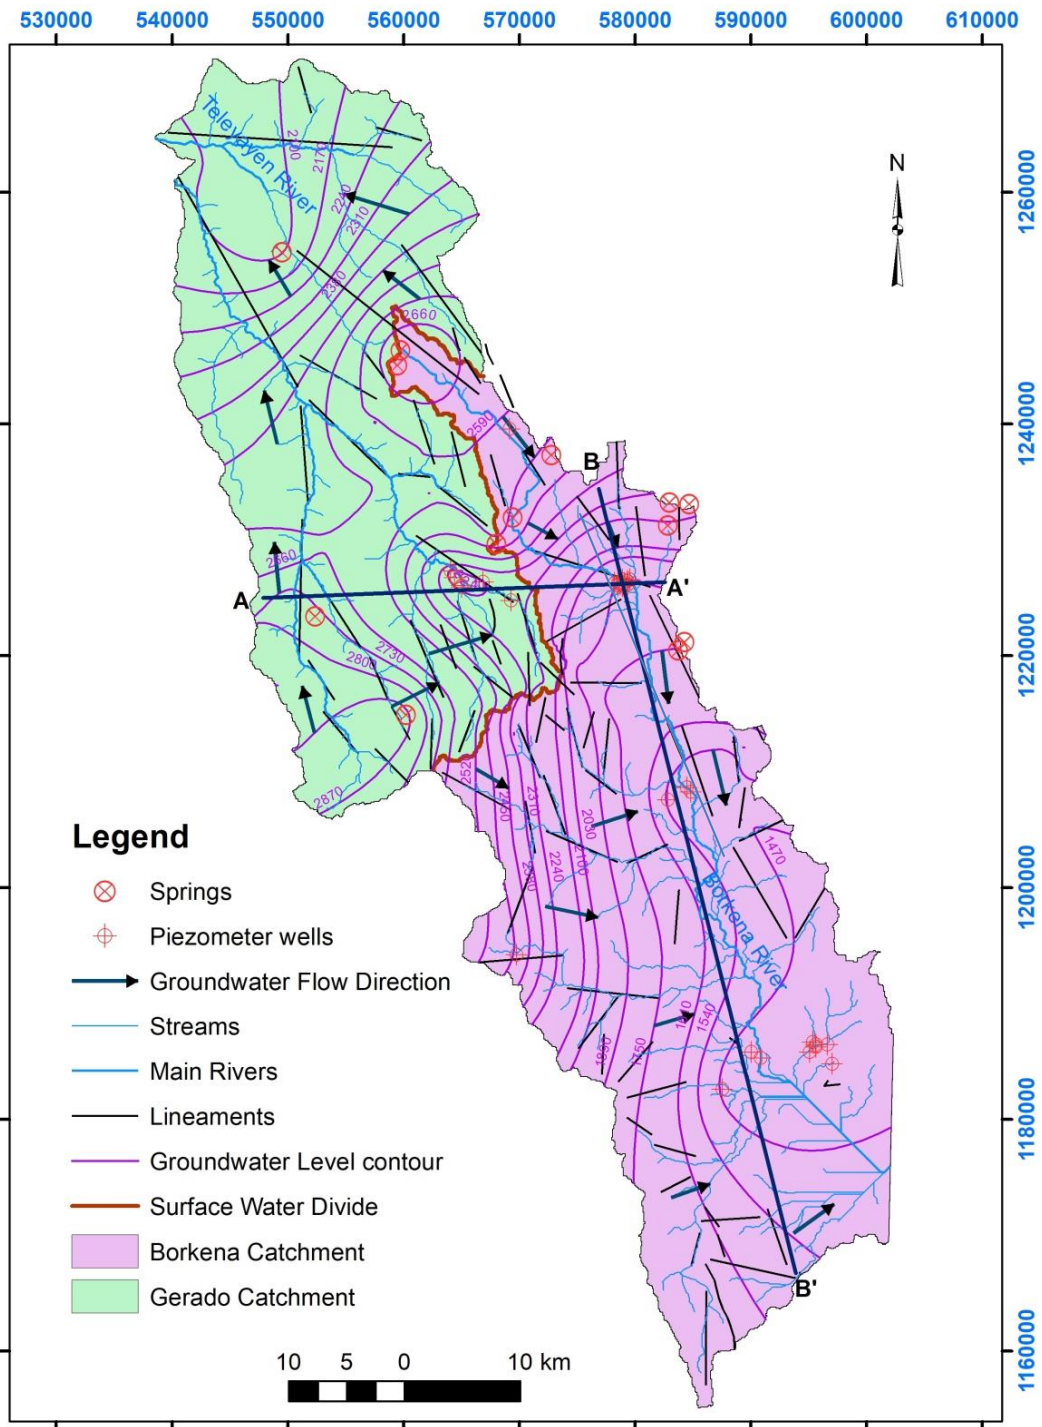 530000 540000 550000 560000 570000 580000 590000 600000 610000
N
1260000
1240000
1220000
1200000
1180000
1160000
Televayen River
2100
2170
2240
2310
2380
2660
2590
B
A
A'
2660
2730
2800
2870
2310
2240
2100
2030
1470
Borkena River
1540
1750
B'
Legend
Springs
Piezometer wells
Groundwater Flow Direction
Streams
Main Rivers
Lineaments
Groundwater Level contour
Surface Water Divide
Borkena Catchment
Gerado Catchment
10 5 0 10 km